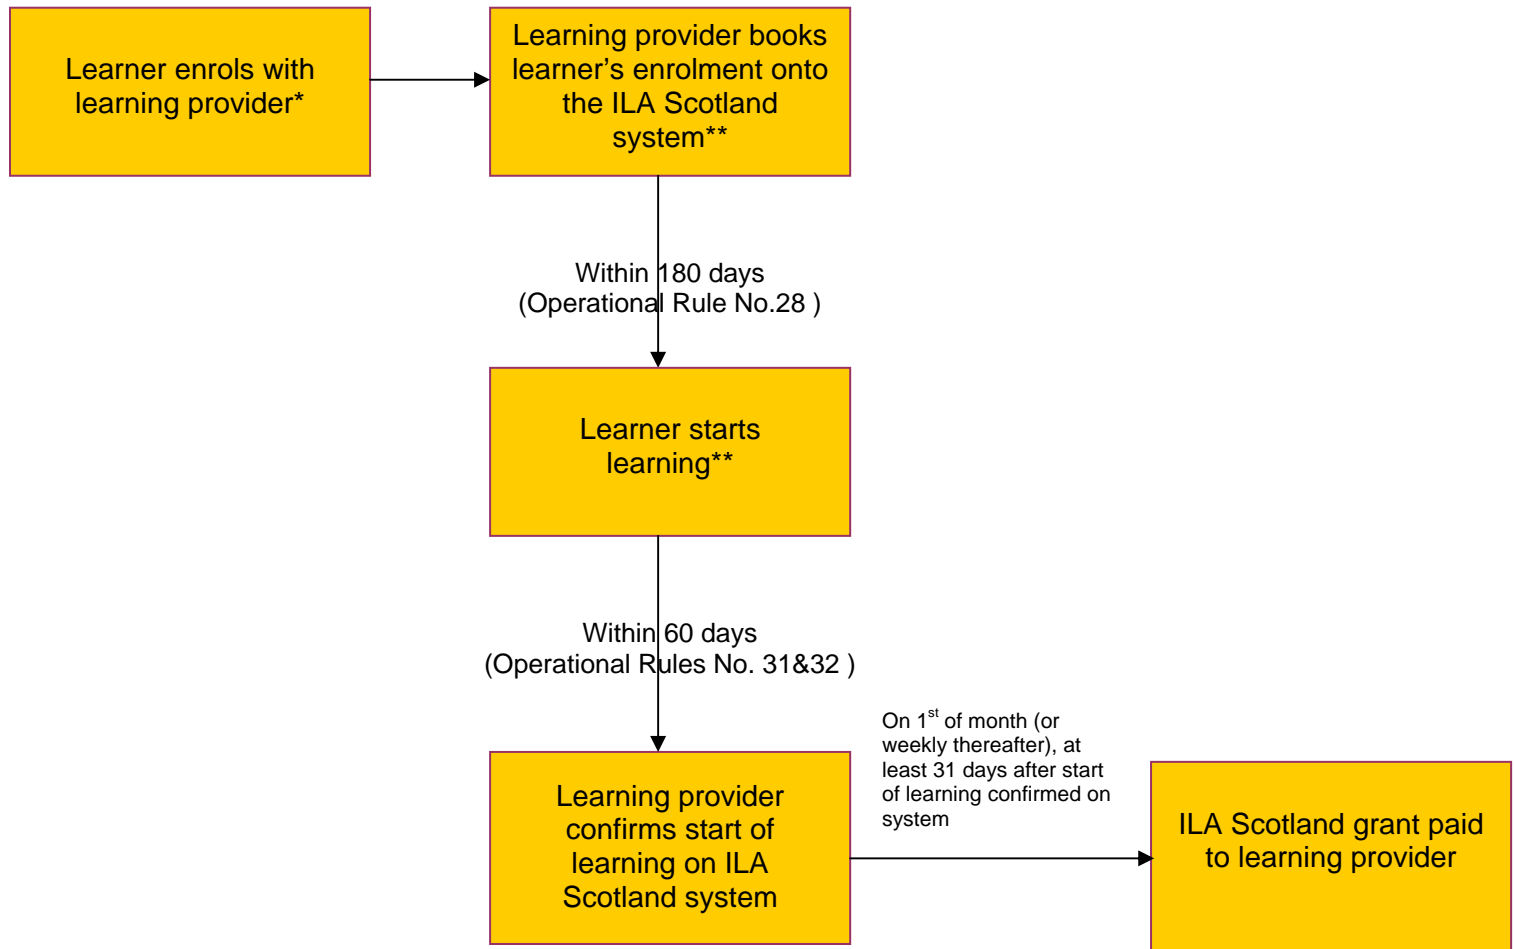 Learner enrols with
learning provider*
Learning provider books
learner’s enrolment onto
the ILA Scotland
system**
Within 180 days
(Operational Rule No.28 )
Learner starts
learning**
Within 60 days
(Operational Rules No. 31&32 )
On 1st of month (or
weekly thereafter), at
least 31 days after start
of learning confirmed on
system
Learning provider
confirms start of
learning on ILA
Scotland system
ILA Scotland grant paid
to learning provider